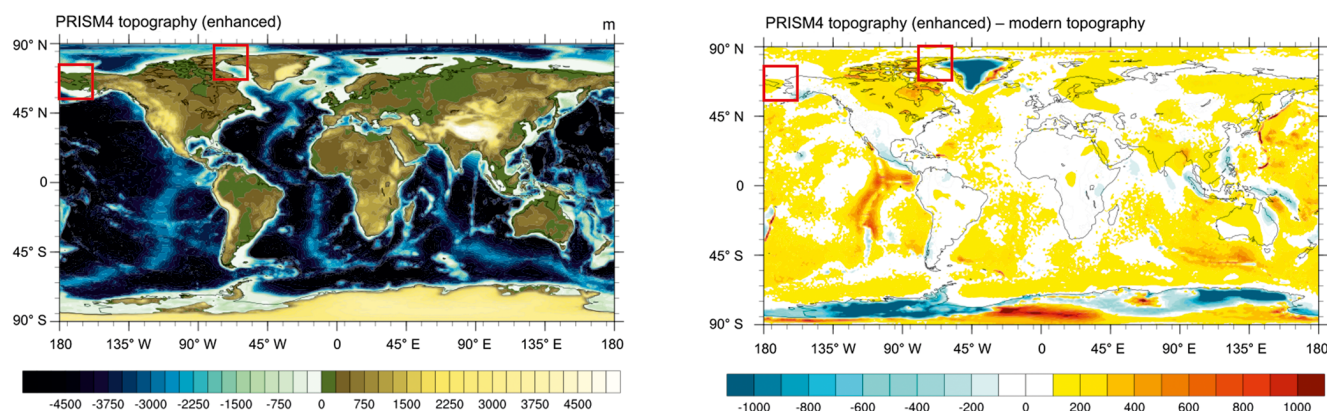 PRISM4 topography (enhanced)
m
90° N
45° N
0
45° S
90° S
180 135° W 90° W 45° W 0 45° E 90° E 135° E 180
-4500 -3750 -3000 -2250 -1500 -750 0 750 1500 2250 3000 3750 4500
PRISM4 topography (enhanced) – modern topography
90° N
45° N
0
45° S
90° S
180 135° W 90° W 45° W 0 45° E 90° E 135° E 180
-1000 -800 -600 -400 -200 0 200 400 600 800 1000